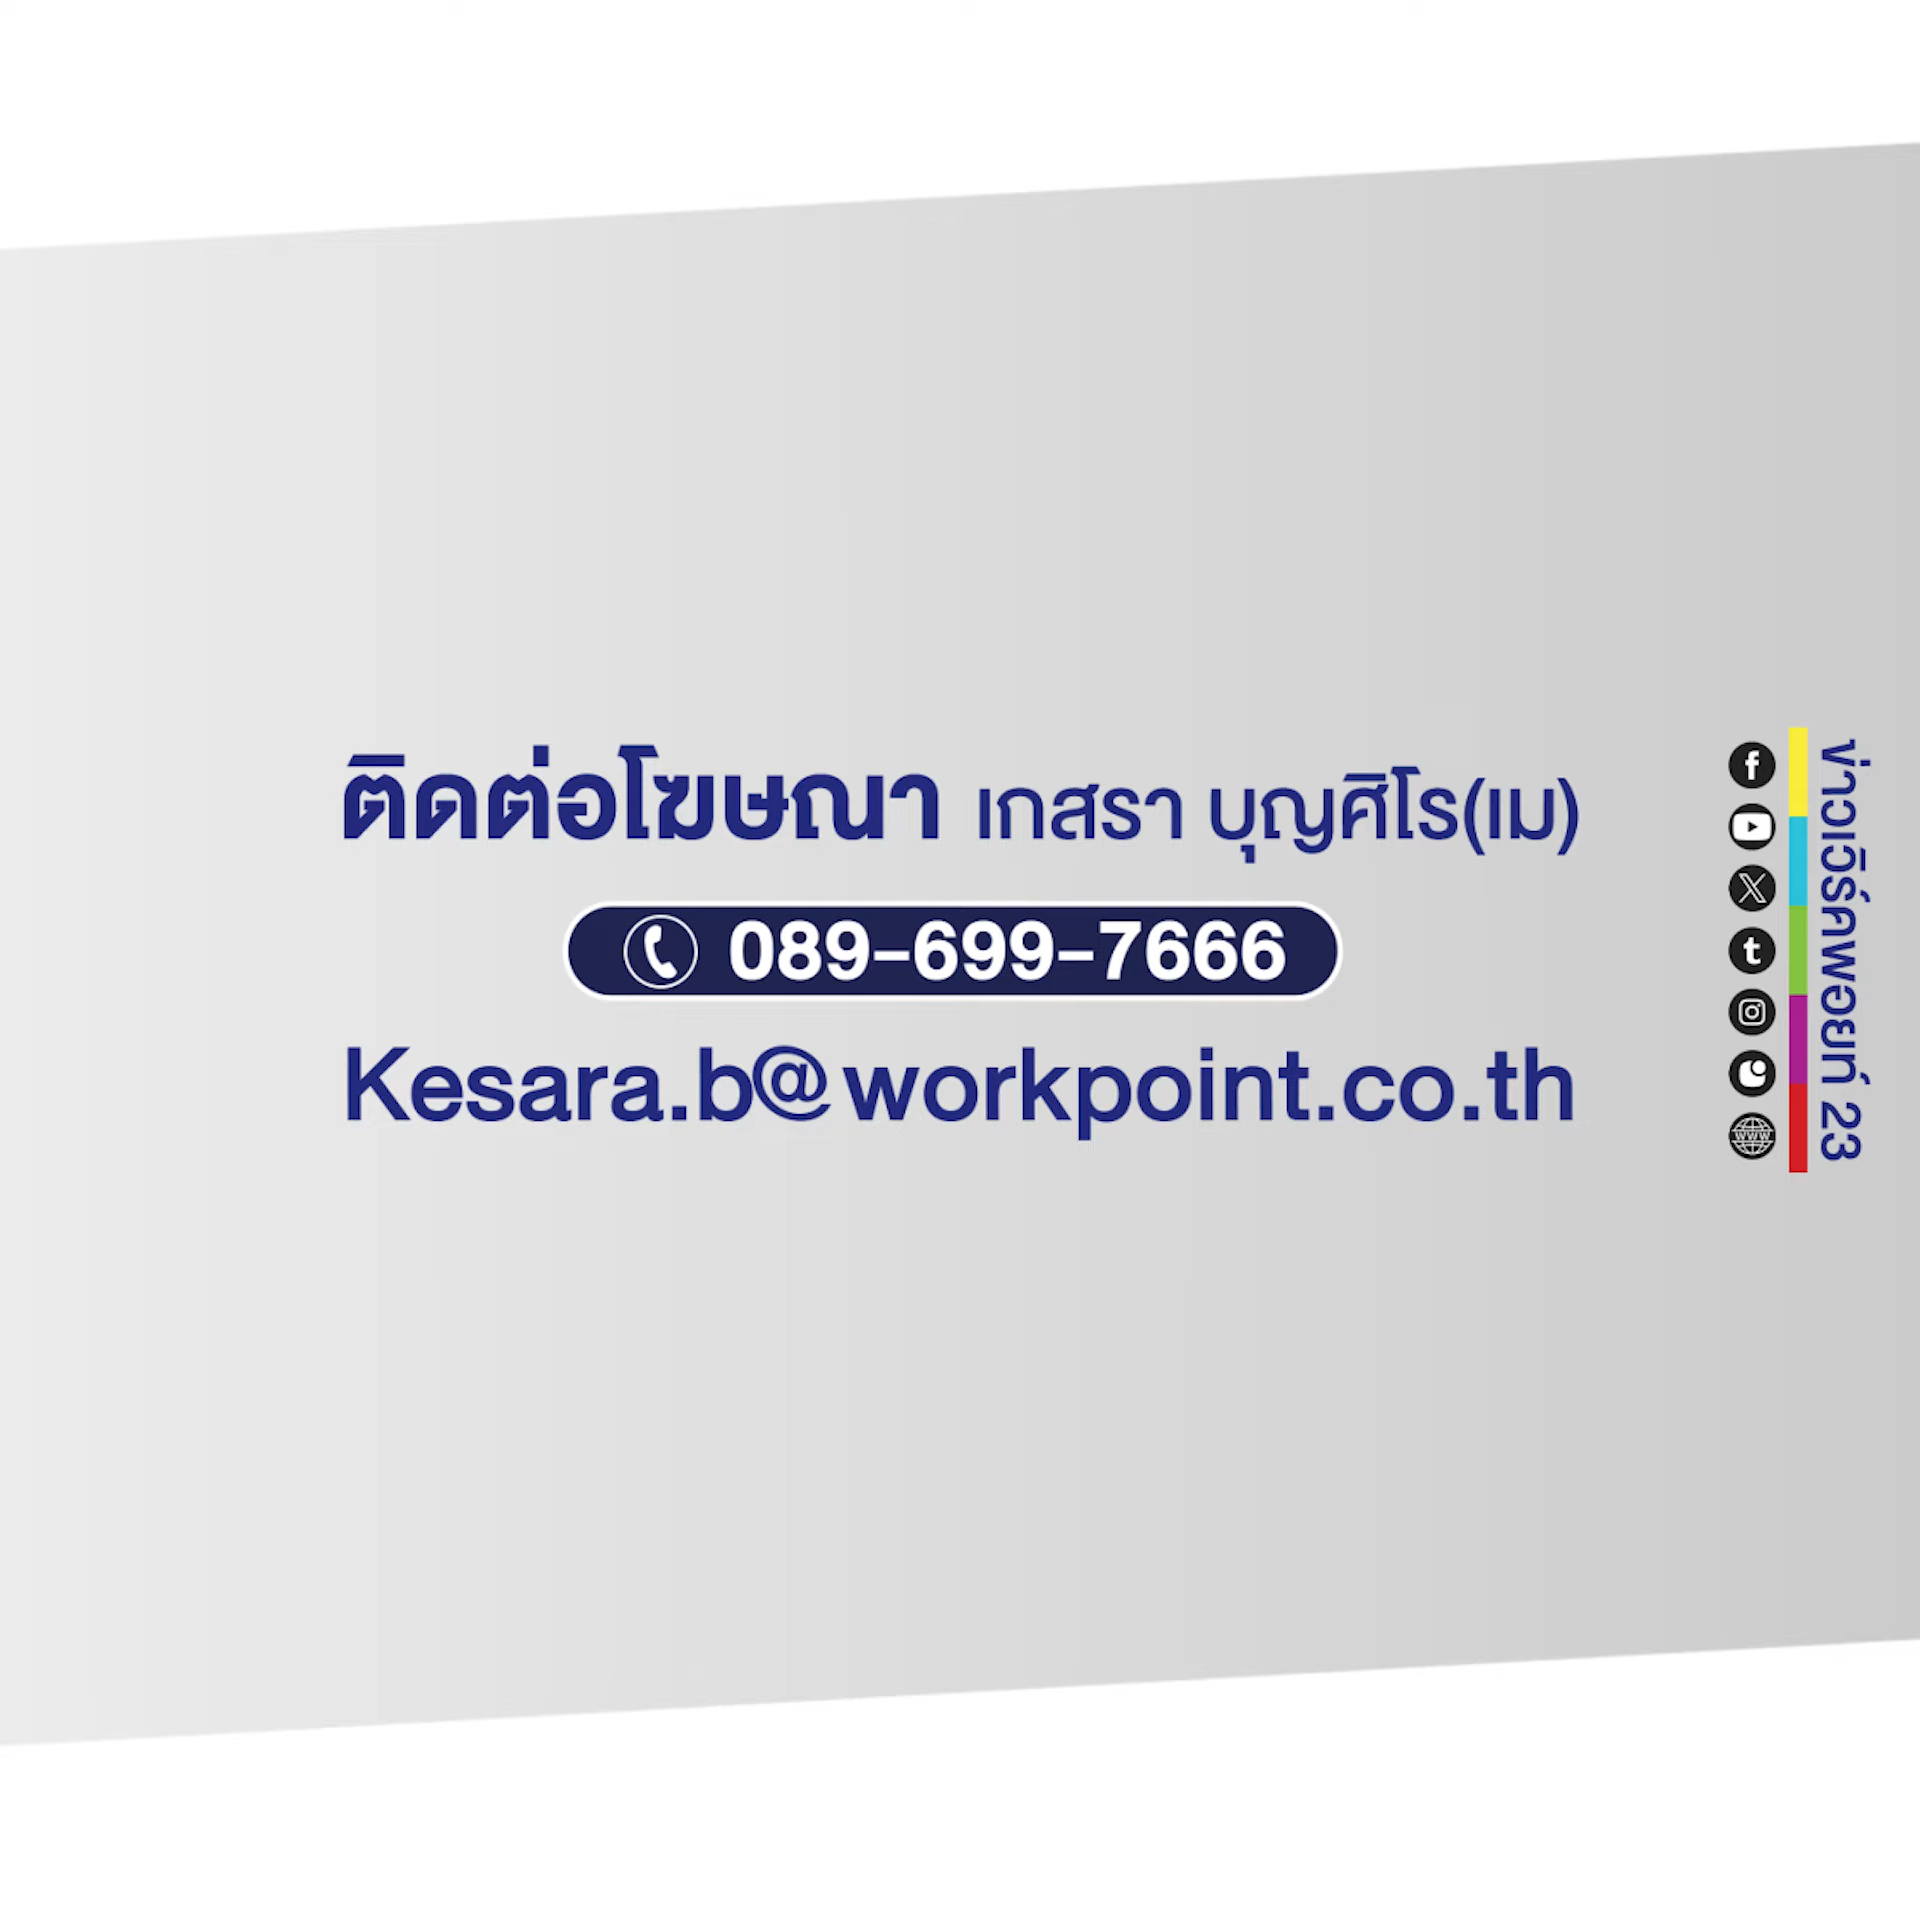 ติดต่อโฆษณา เกสรา บุญศิโร(เม)
089-699-7666
Kesara.b@workpoint.co.th
ข่าวเวิร์คพอยท์ 23
www